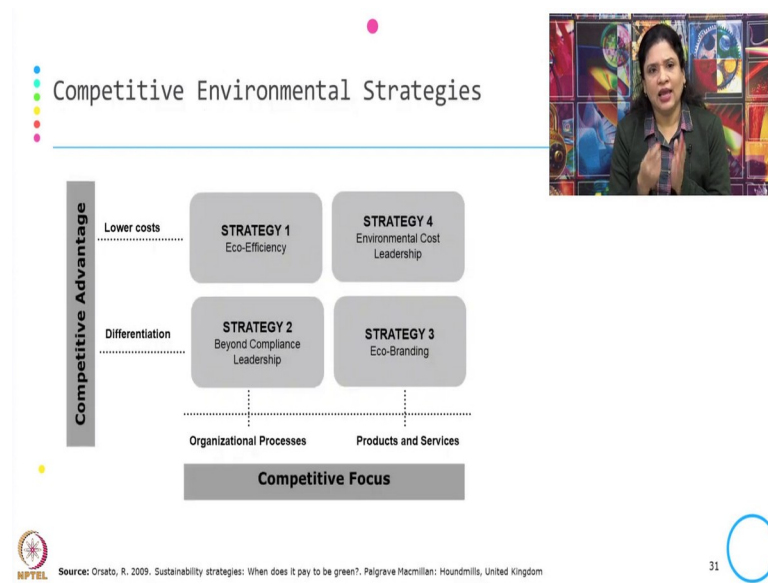 Competitive Environmental Strategies
Competitive Advantage
Lower costs
Differentiation
STRATEGY 1
Eco-Efficiency
STRATEGY 4
Environmental Cost
Leadership
STRATEGY 2
Beyond Compliance
Leadership
STRATEGY 3
Eco-Branding
Organizational Processes
Products and Services
Competitive Focus
NPTEL
Source: Orsato, R. 2009. Sustainability strategies: When does it pay to be green?. Palgrave Macmillan: Houndmills, United Kingdom
31